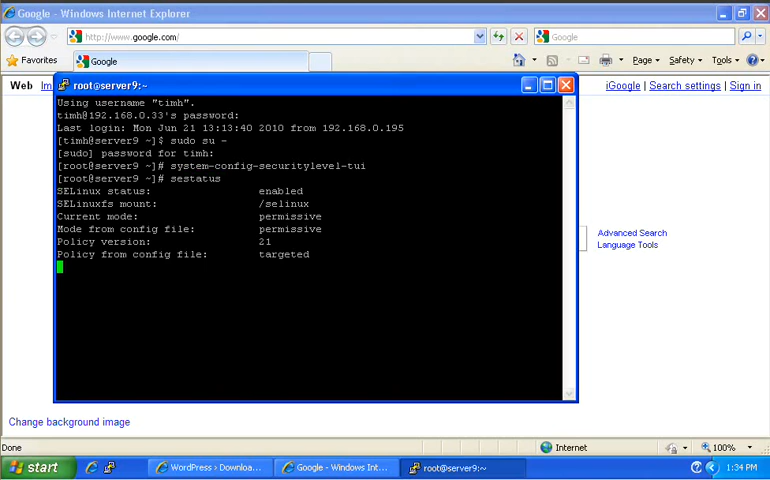 Google - Windows Internet Explorer
http://www.google.com/
Google
Favorites
Google
Page
Safety
Tools
Web Im
iGoogle | Search settings | Sign in
root@server9:~
Using username "timh".
timh@192.168.0.33's password:
Last login: Mon Jun 21 13:13:40 2010 from 192.168.0.195
[timh@server9 ~]$ sudo su -
[sudo] password for timh:
[root@server9 ~]# system-config-securitylevel-tui
[root@server9 ~]# sestatus
SELinux status: enabled
SELinuxfs mount: /selinux
Current mode: permissive
Mode from config file: permissive
Policy version: 21
Policy from config file: targeted
Advanced Search
Language Tools
Change background image
Done
Internet
100%
start
WordPress › Downloa...
Google - Windows Int...
root@server9:~
1:34 PM